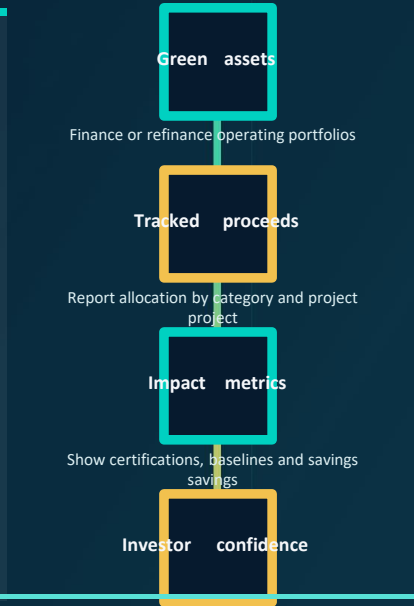 Green assets
Finance or refinance operating portfolios
Tracked proceeds
Report allocation by category and project
project
Impact metrics
Show certifications, baselines and savings
savings
Investor confidence